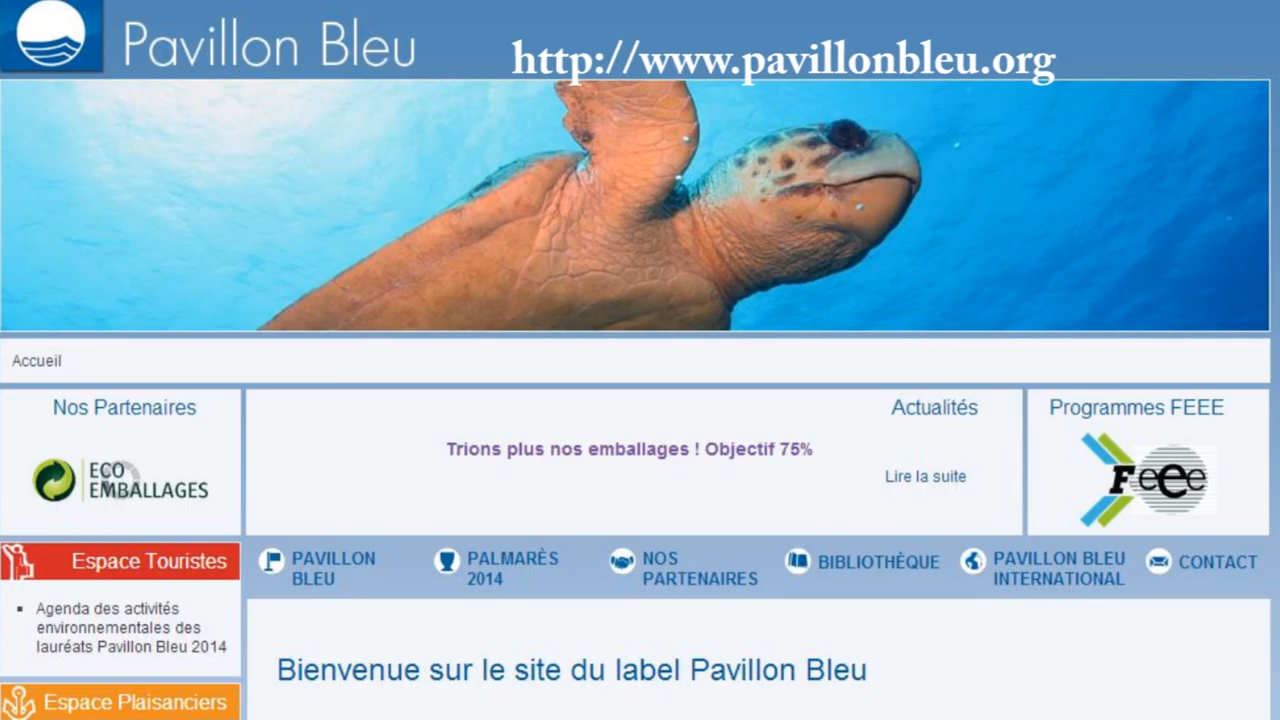 Pavillon Bleu
http://www.pavillonbleu.org
Accueil
Nos Partenaires
ECO
EMBALLAGES
Actualités
Trions plus nos emballages ! Objectif 75%
Lire la suite
Programmes FEEE
Feee
Espace Touristes
Agenda des activités
environnementales des
lauréats Pavillon Bleu 2014
Espace Plaisanciers
PAVILLON
BLEU
PALMARÈS
2014
NOS
PARTENAIRES
BIBLIOTHÈQUE
PAVILLON BLEU
INTERNATIONAL
CONTACT
Bienvenue sur le site du label Pavillon Bleu